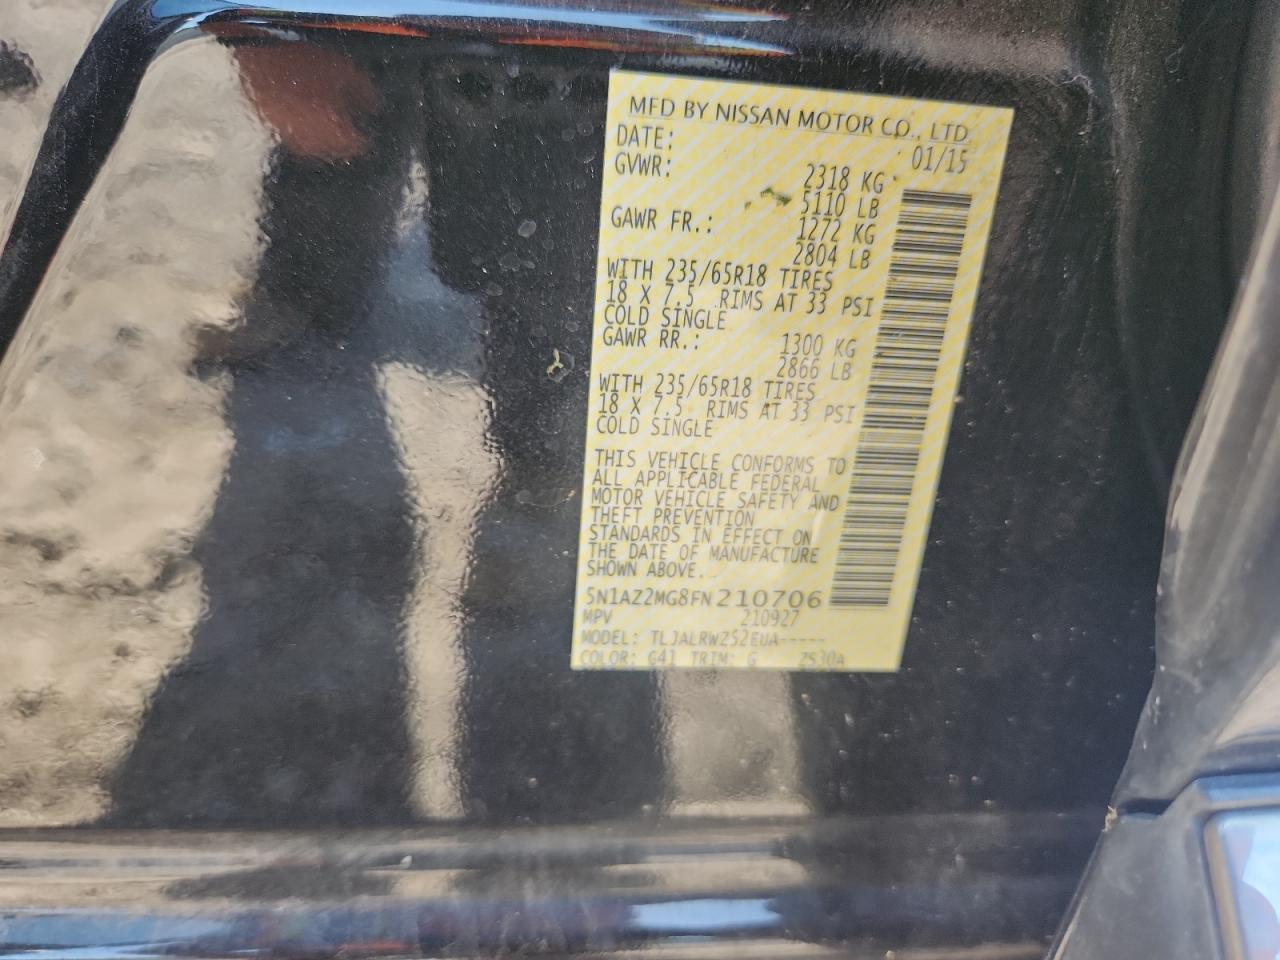 MFD BY NISSAN MOTOR CO., LTD.
DATE: 01/15
GVWR: 2318 KG
5110 LB
GAWR FR.: 1272 KG
2804 LB
WITH 235/65R18 TIRES
18 X 7.5 RIMS AT 33 PSI
COLD SINGLE
GAWR RR.: 1300 KG
2866 LB
WITH 235/65R18 TIRES
18 X 7.5 RIMS AT 33 PSI
COLD SINGLE
THIS VEHICLE CONFORMS TO
ALL APPLICABLE FEDERAL
MOTOR VEHICLE SAFETY AND
THEFT PREVENTION
STANDARDS IN EFFECT ON
THE DATE OF MANUFACTURE
SHOWN ABOVE.
5N1AZ2MG8FN210706
MPV 210927
MODEL: TLJALRWZ52EUA-----
COLOR: G41 TRIM: G ZS30A